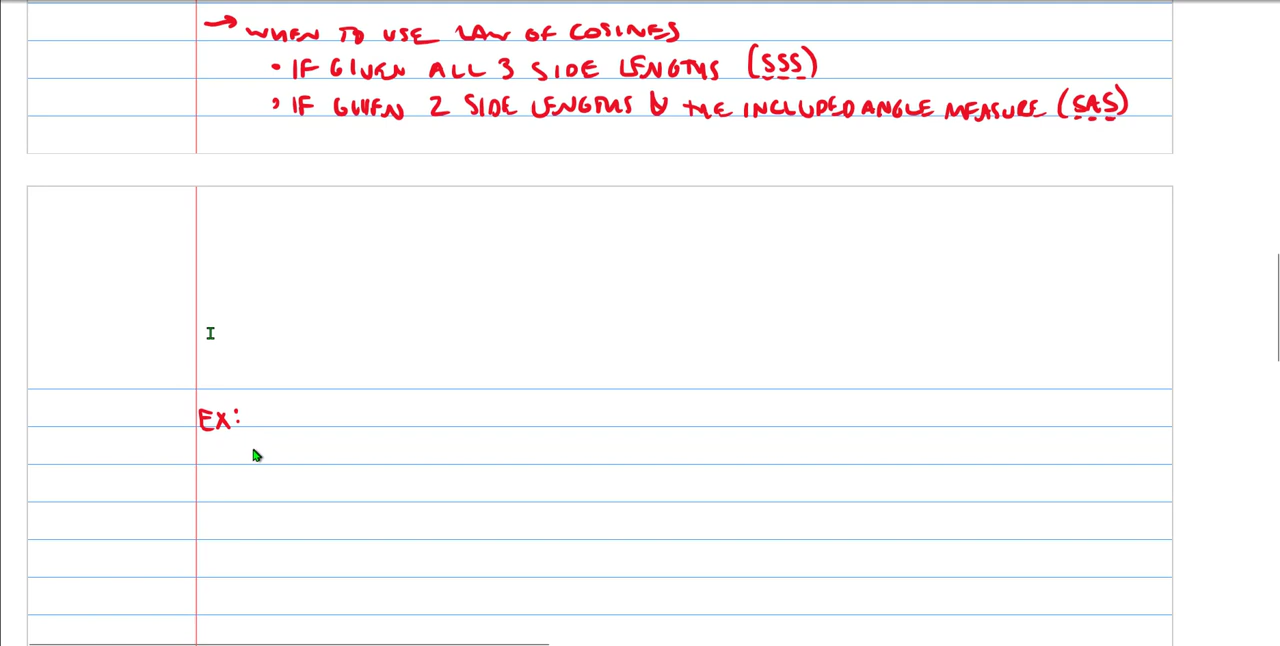 → WHEN TO USE LAW OF COSINES
• IF GIVEN ALL 3 SIDE LENGTHS (SSS)
• IF GIVEN 2 SIDE LENGTHS & THE INCLUDED ANGLE MEASURE (SAS)
EX: